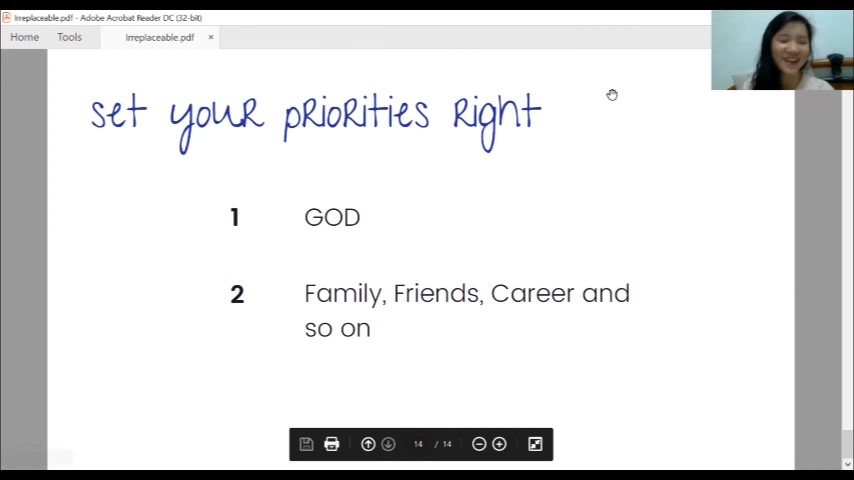 Irreplaceable.pdf - Adobe Acrobat Reader DC (32-bit)
Home Tools Irreplaceable.pdf ×
set your priorities right
1 GOD
2 Family, Friends, Career and
so on
14 / 14